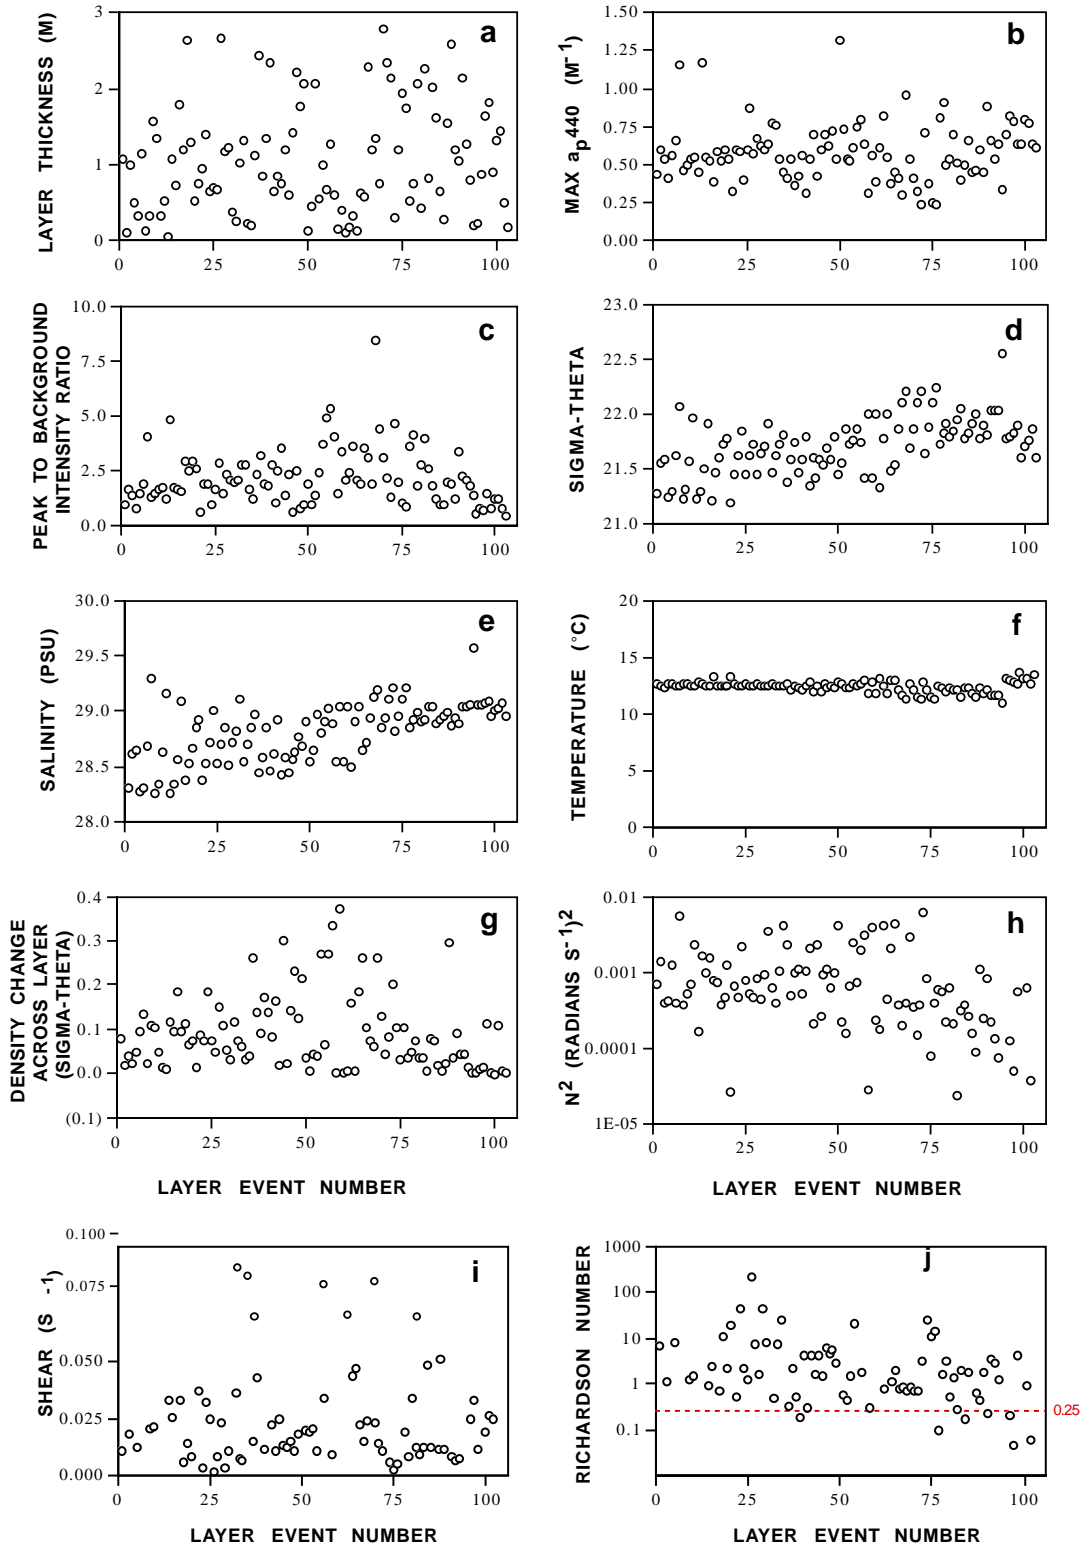 a
LAYER THICKNESS (M)
3
2
1
0
0 25 50 75 100
b
MAX ap440 (M-1)
1.50
1.25
1.00
0.75
0.50
0.25
0.00
0 25 50 75 100
c
PEAK TO BACKGROUND
INTENSITY RATIO
10.0
7.5
5.0
2.5
0.0
0 25 50 75 100
d
SIGMA-THETA
23.0
22.5
22.0
21.5
21.0
0 25 50 75 100
e
SALINITY (PSU)
30.0
29.5
29.0
28.5
28.0
0 25 50 75 100
f
TEMPERATURE (°C)
20
15
10
5
0
0 25 50 75 100
g
DENSITY CHANGE
ACROSS LAYER
(SIGMA-THETA)
0.4
0.3
0.2
0.1
0.0
(0.1)
0 25 50 75 100
LAYER EVENT NUMBER
h
N2 (RADIANS S-1)2
0.01
0.001
0.0001
1E-05
0 25 50 75 100
LAYER EVENT NUMBER
i
SHEAR (S -1)
0.100
0.075
0.050
0.025
0.000
0 25 50 75 100
LAYER EVENT NUMBER
j
RICHARDSON NUMBER
1000
100
10
1
0.1
0.25
0 25 50 75 100
LAYER EVENT NUMBER